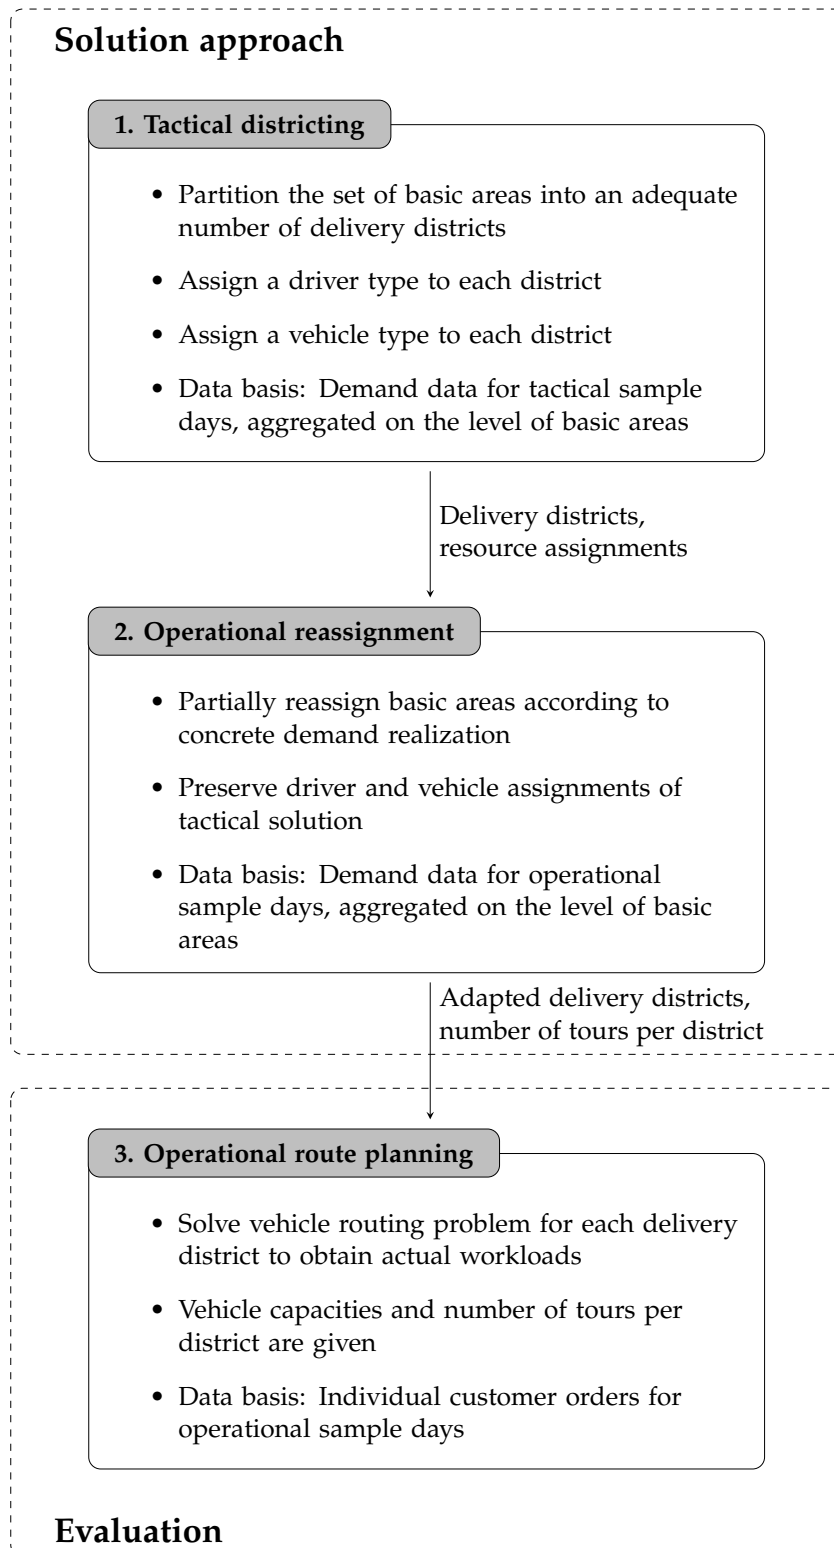 Solution approach
1. Tactical districting
• Partition the set of basic areas into an adequate
number of delivery districts
• Assign a driver type to each district
• Assign a vehicle type to each district
• Data basis: Demand data for tactical sample
days, aggregated on the level of basic areas
Delivery districts,
resource assignments
2. Operational reassignment
• Partially reassign basic areas according to
concrete demand realization
• Preserve driver and vehicle assignments of
tactical solution
• Data basis: Demand data for operational
sample days, aggregated on the level of basic
areas
Adapted delivery districts,
number of tours per district
3. Operational route planning
• Solve vehicle routing problem for each delivery
district to obtain actual workloads
• Vehicle capacities and number of tours per
district are given
• Data basis: Individual customer orders for
operational sample days
Evaluation